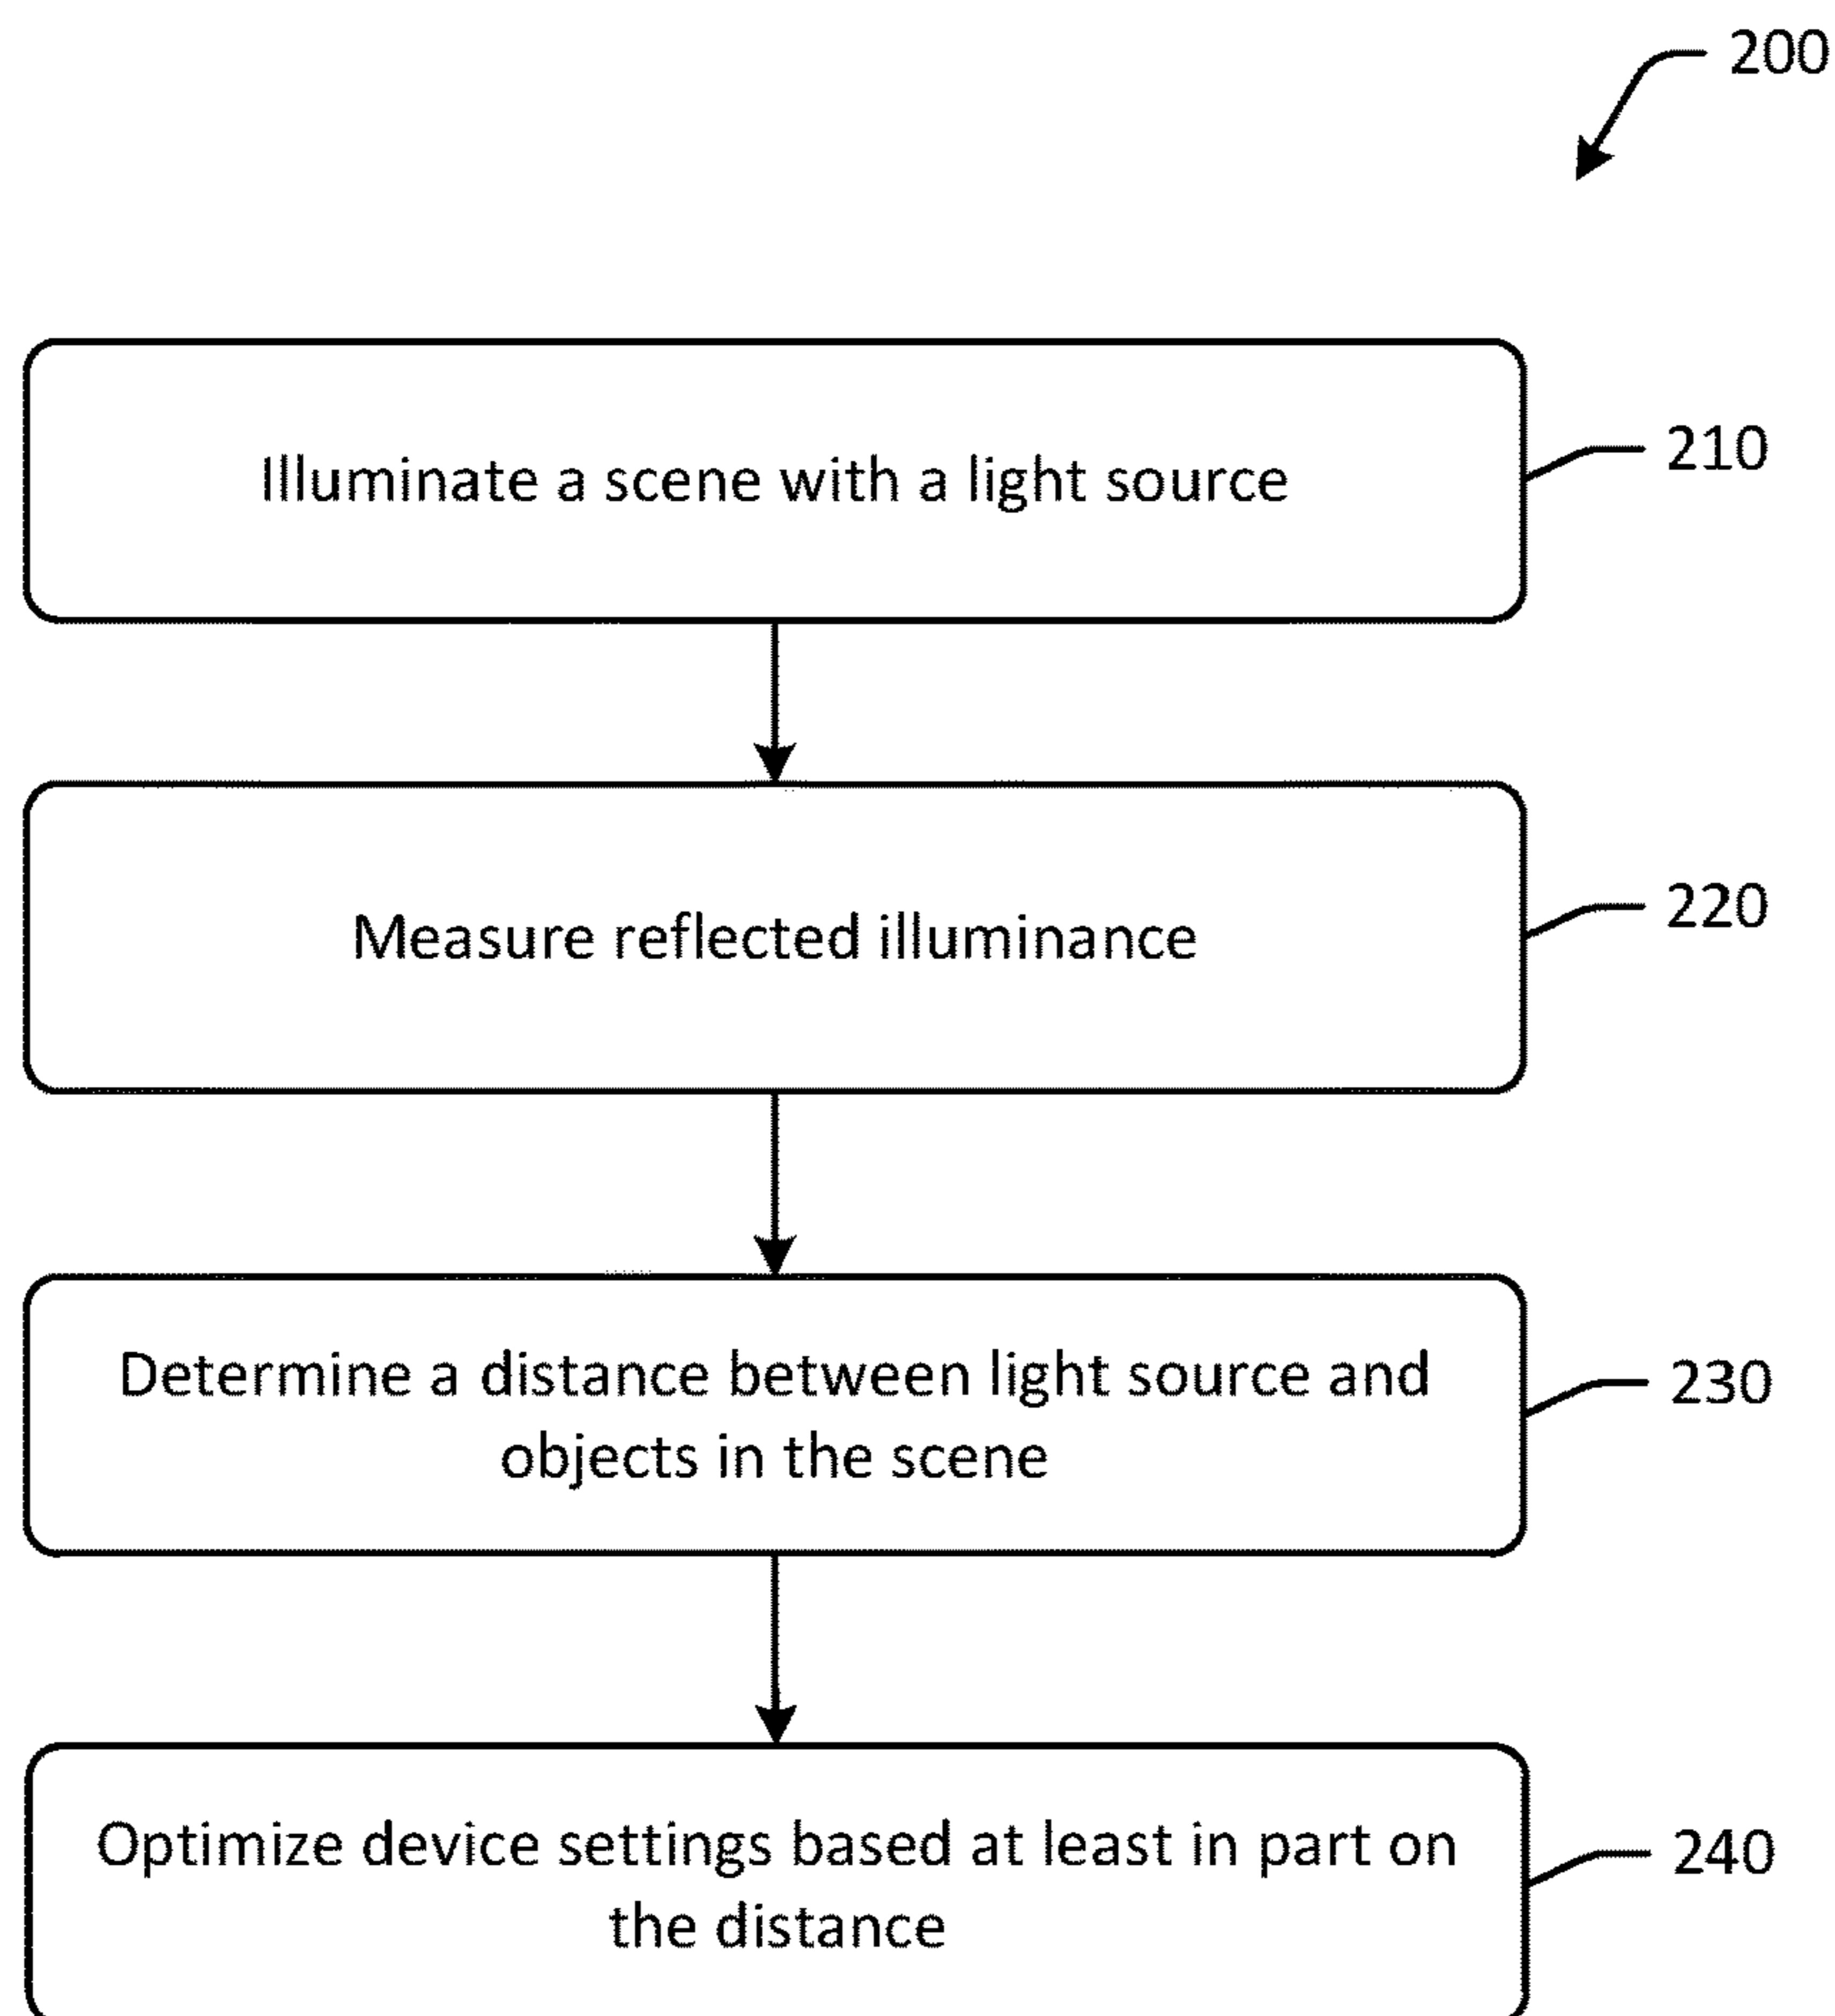 200
Illuminate a scene with a light source
210
Measure reflected illuminance
220
Determine a distance between light source and
objects in the scene
230
Optimize device settings based at least in part on
the distance
240